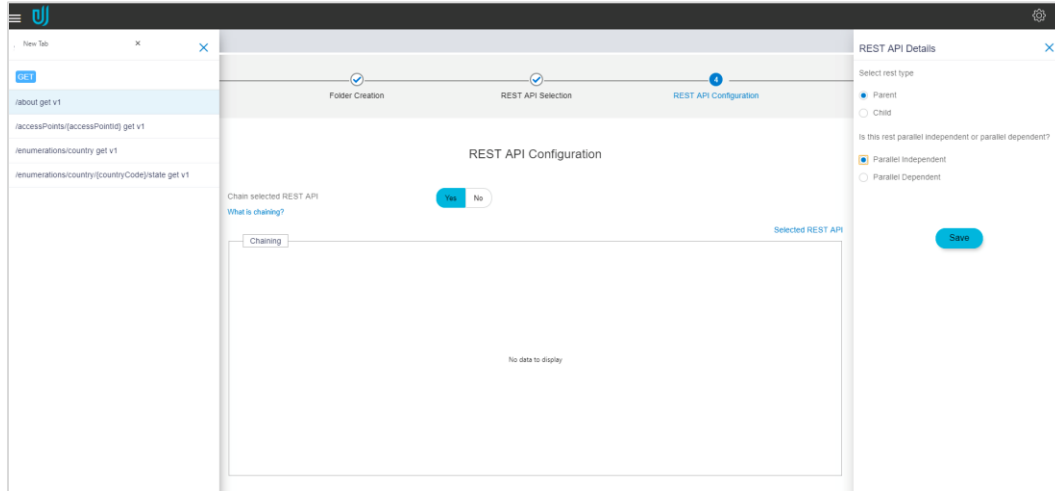 New Tab ×
GET
/about get v1
/accessPoints/{accessPointId} get v1
/enumerations/country get v1
/enumerations/country/{countryCode}/state get v1
Folder Creation
REST API Selection
4
REST API Configuration
REST API Configuration
Chain selected REST API
Yes
No
What is chaining?
Selected REST API
Chaining
No data to display
REST API Details
Select rest type
Parent
Child
Is this rest parallel independent or parallel dependent?
Parallel Independent
Parallel Dependent
Save